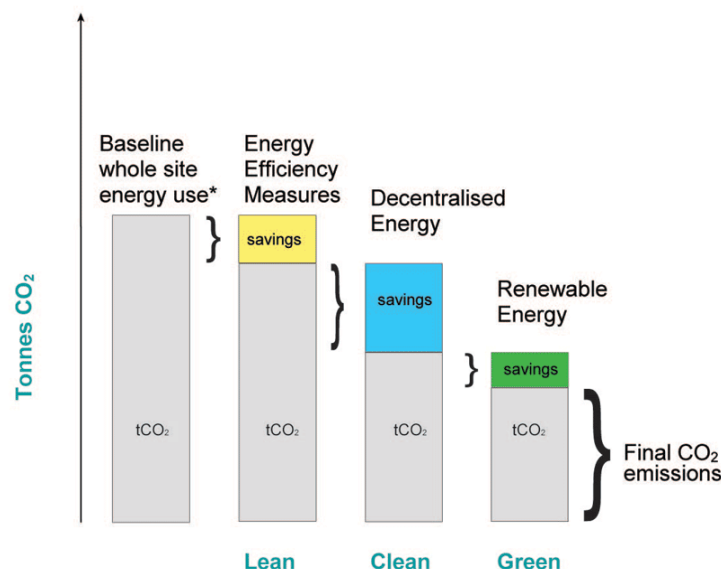 Baseline
whole site
energy use*
Energy
Efficiency
Measures
Decentralised
Energy
Renewable
Energy
savings
savings
savings
tCO₂
tCO₂
tCO₂
tCO₂
Final CO₂
emissions
Tonnes CO₂
Lean
Clean
Green